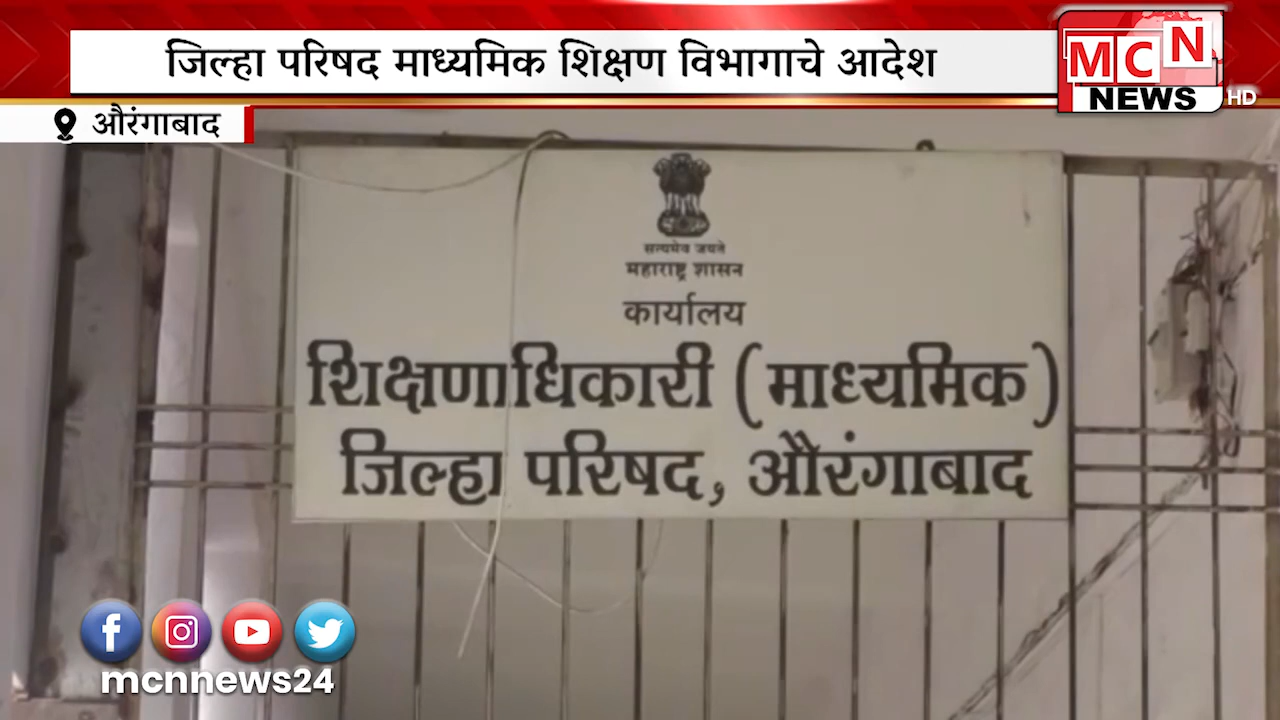 जिल्हा परिषद माध्यमिक शिक्षण विभागाचे आदेश
MCN
NEWS HD
औरंगाबाद
सत्यमेव जयते
महाराष्ट्र शासन
कार्यालय
शिक्षणाधिकारी (माध्यमिक)
जिल्हा परिषद, औरंगाबाद
mcnnews24